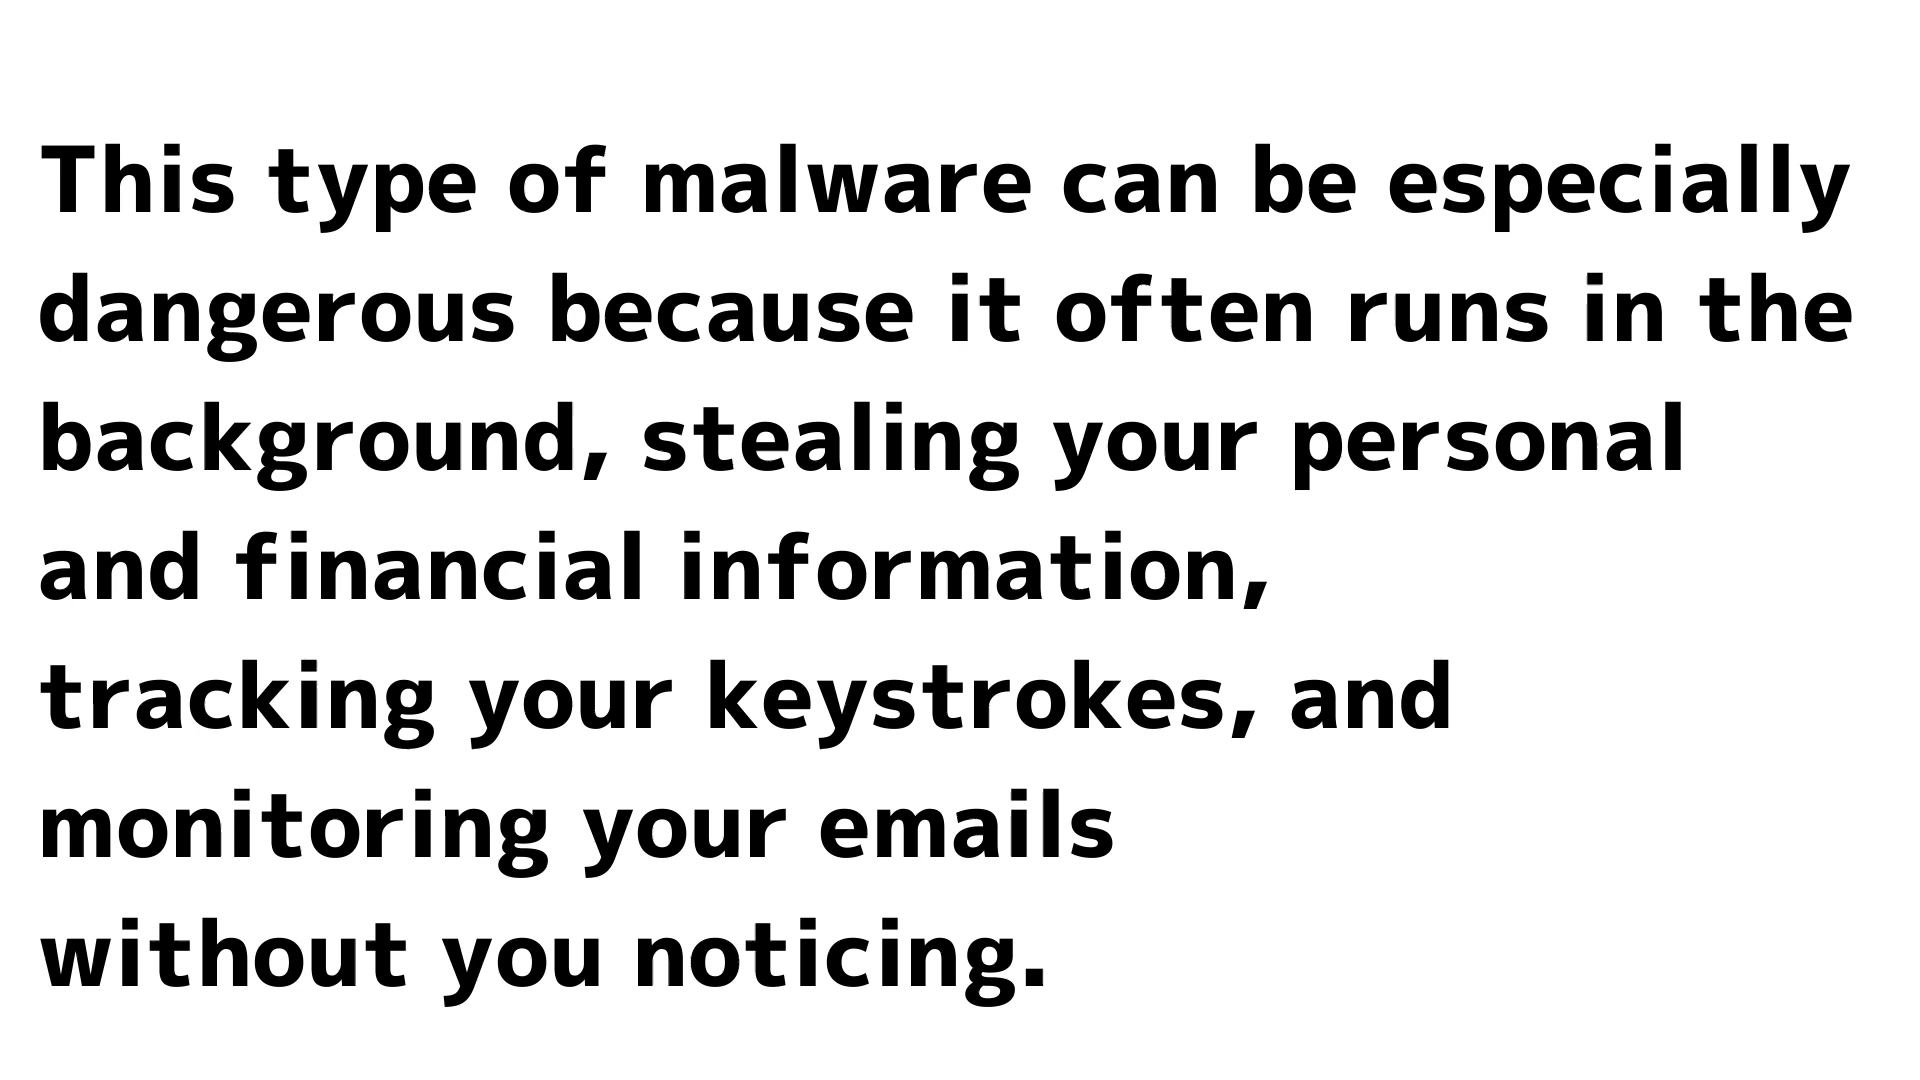 This type of malware can be especially
dangerous because it often runs in the
background, stealing your personal
and financial information,
tracking your keystrokes, and
monitoring your emails
without you noticing.